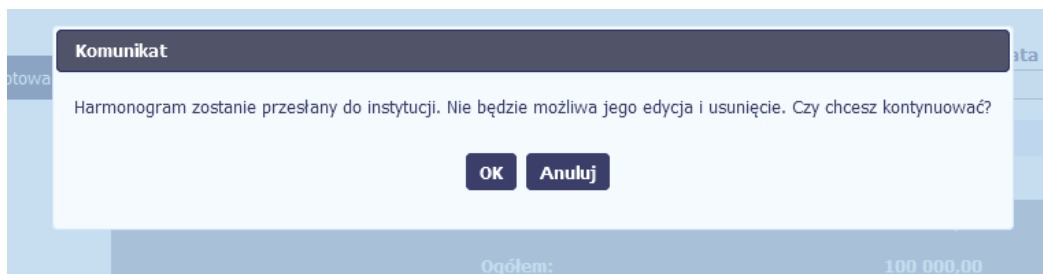 Komunikat
Harmonogram zostanie przesłany do instytucji. Nie będzie możliwa jego edycja i usunięcie. Czy chcesz kontynuować?
OK Anuluj
Ogółem: 100 000,00